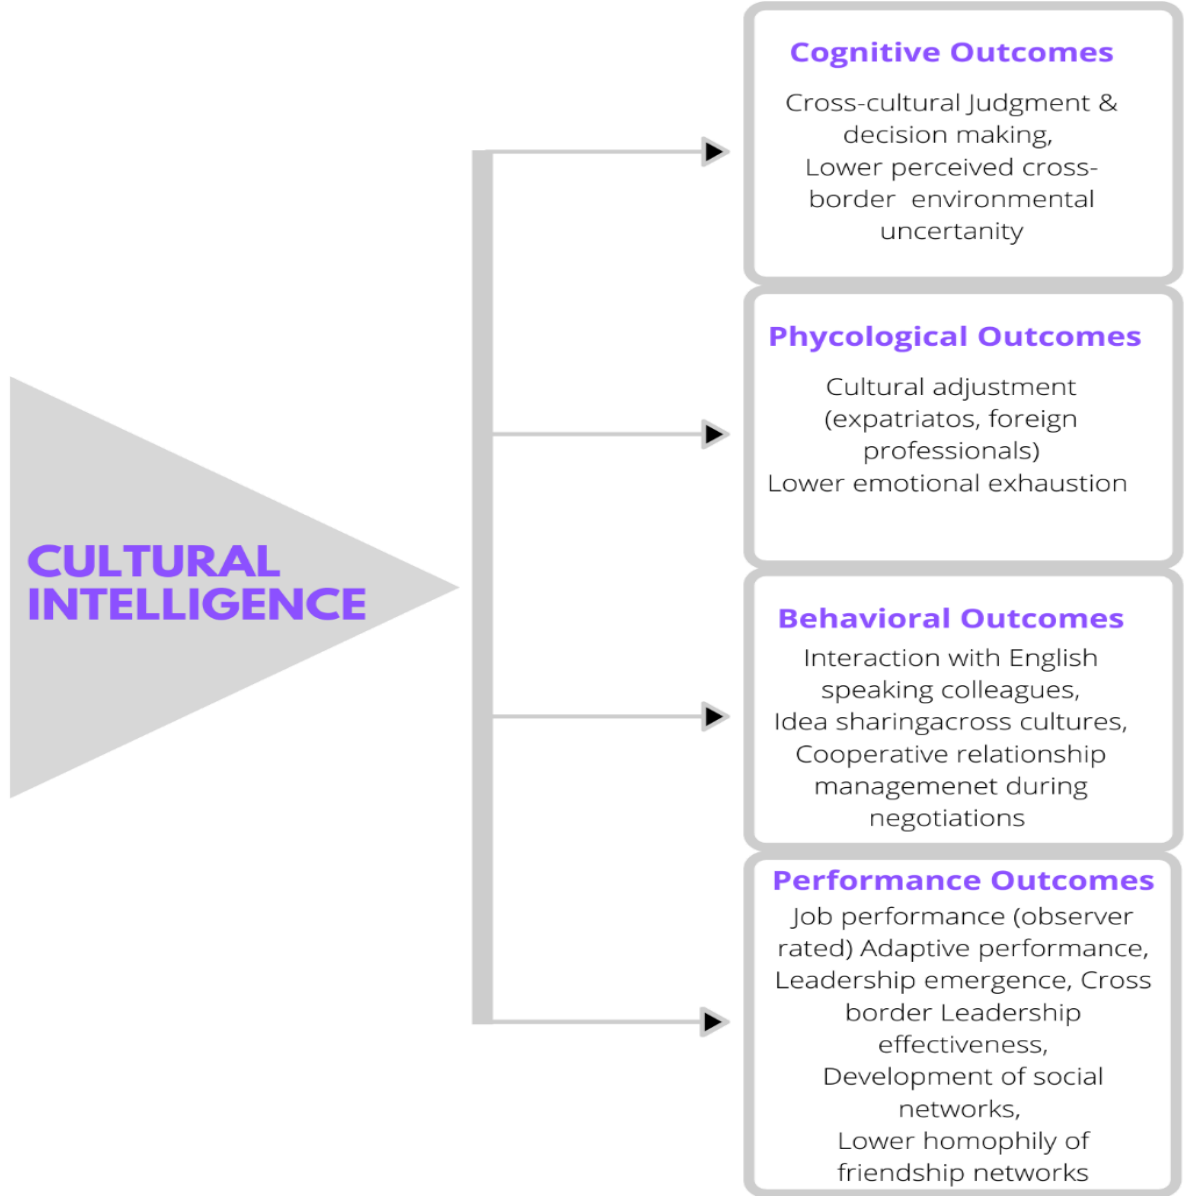 Cognitive Outcomes
Cross-cultural Judgment &
decision making,
Lower perceived cross-
border  environmental
uncertanity
Phycological Outcomes
Cultural adjustment
(expatriatos, foreign
professionals)
Lower emotional exhaustion
CULTURAL
INTELLIGENCE
Behavioral Outcomes
Interaction with English
speaking colleagues,
Idea sharingacross cultures,
Cooperative relationship
managemenet during
negotiations
Performance Outcomes
Job performance (observer
rated) Adaptive performance,
Leadership emergence, Cross
border Leadership
effectiveness,
Development of social
networks,
Lower homophily of
friendship networks